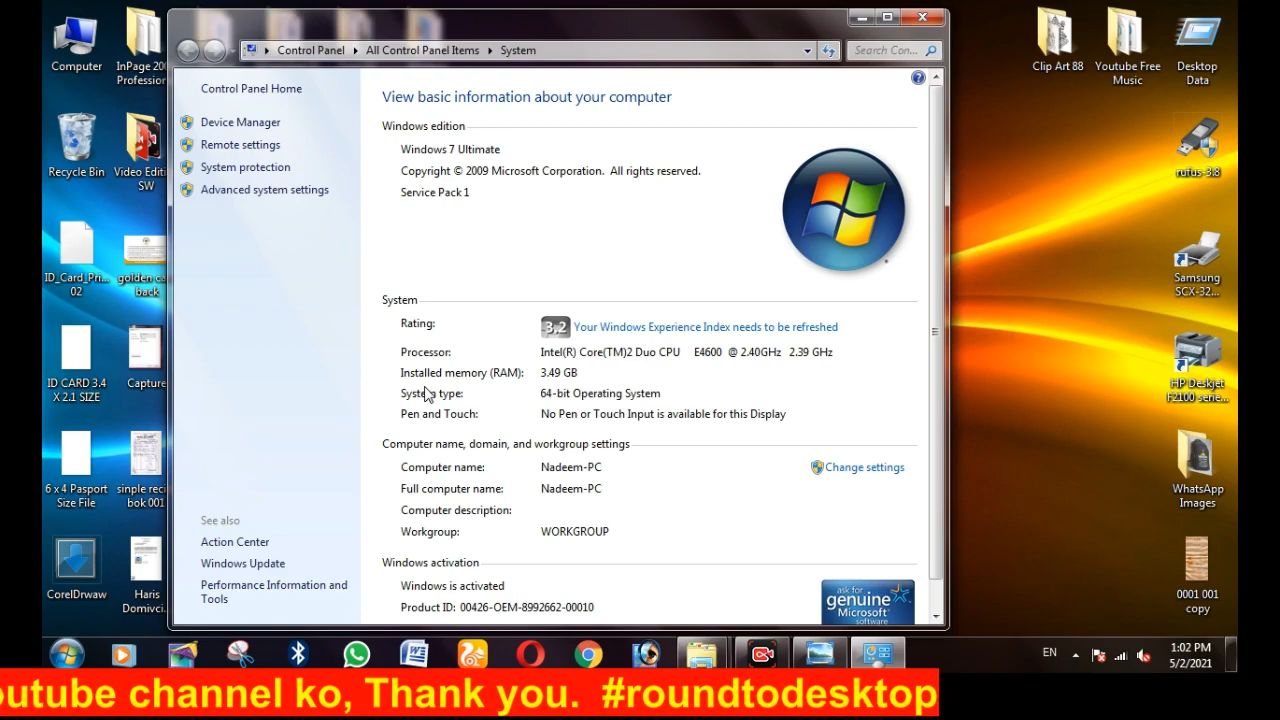 Computer
InPage 200
Profession
Recycle Bin
Video Editi
SW
ID_Card_Pri...
02
golden ca
back
ID CARD 3.4
X 2.1 SIZE
Capture
6 x 4 Pasport
Size File
sinple reci
bok 001
CorelDrwaw
Haris
Domivci
Control Panel
All Control Panel Items
System
Search Con...
Control Panel Home
Device Manager
Remote settings
System protection
Advanced system settings
See also
Action Center
Windows Update
Performance Information and
Tools
View basic information about your computer
Windows edition
Windows 7 Ultimate
Copyright © 2009 Microsoft Corporation. All rights reserved.
Service Pack 1
System
Rating:
3.2 Your Windows Experience Index needs to be refreshed
Processor: Intel(R) Core(TM)2 Duo CPU E4600 @ 2.40GHz 2.39 GHz
Installed memory (RAM): 3.49 GB
System type: 64-bit Operating System
Pen and Touch: No Pen or Touch Input is available for this Display
Computer name, domain, and workgroup settings
Computer name: Nadeem-PC
Change settings
Full computer name: Nadeem-PC
Computer description:
Workgroup: WORKGROUP
Windows activation
Windows is activated
Product ID: 00426-OEM-8992662-00010
ask for
genuine
Microsoft
software
Clip Art 88
Youtube Free
Music
Desktop
Data
rufus-3.8
Samsung
SCX-32...
HP Deskjet
F2100 serie...
WhatsApp
Images
0001 001
copy
EN
1:02 PM
5/2/2021
outube channel ko, Thank you. #roundtodesktop